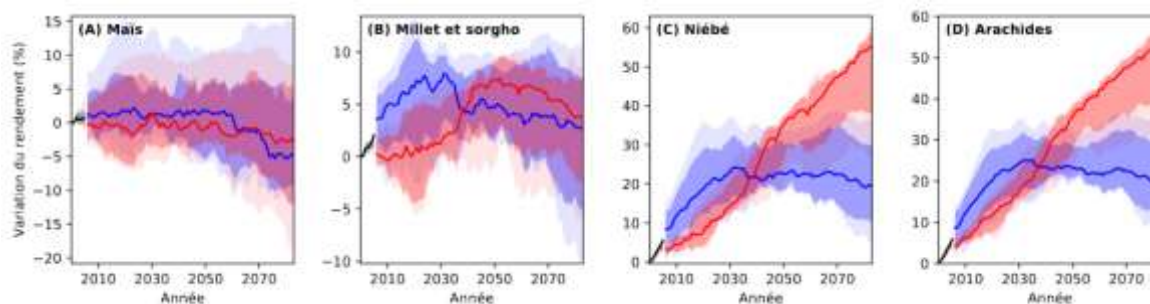 Variation du rendement (%)
(A) Maïs
15
10
5
0
−5
−10
−15
−20
2010 2030 2050 2070
Année
(B) Millet et sorgho
10
5
0
−5
−10
2010 2030 2050 2070
Année
(C) Niébé
60
50
40
30
20
10
0
2010 2030 2050 2070
Année
(D) Arachides
60
50
40
30
20
10
0
2010 2030 2050 2070
Année